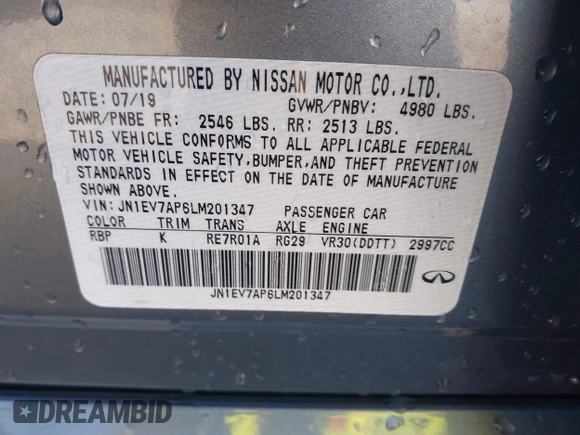 MANUFACTURED BY NISSAN MOTOR CO.,LTD.
DATE: 07/19 GVWR/PNBV: 4980 LBS.
GAWR/PNBE FR: 2546 LBS. RR: 2513 LBS.
THIS VEHICLE CONFORMS TO ALL APPLICABLE FEDERAL
MOTOR VEHICLE SAFETY, BUMPER,AND THEFT PREVENTION
STANDARDS IN EFFECT ON THE DATE OF MANUFACTURE
SHOWN ABOVE.
VIN: JN1EV7AP6LM201347 PASSENGER CAR
COLOR TRIM TRANS AXLE ENGINE
RBP K RE7R01A RG29 VR30(DDTT) 2997CC
JN1EV7AP6LM201347
DREAMBID